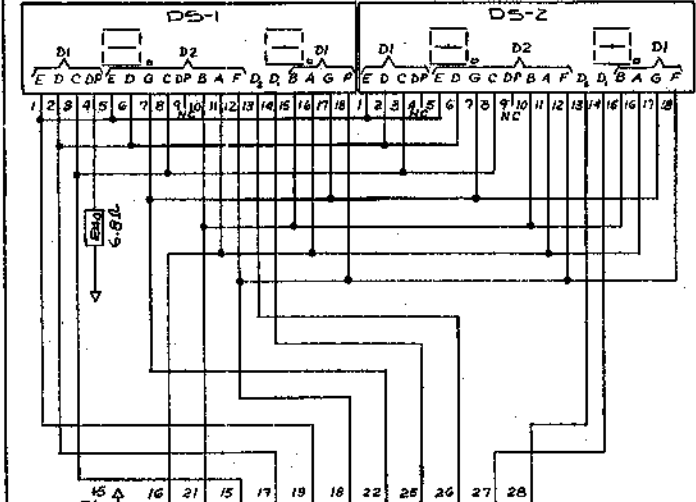 DS-1
DS-2
D1 D2 D1 D1 D2 D1
E D C DP E D G C DP B A F D2 D1 B A G F E D C DP E D G C DP B A F D2 D1 B A G F
1 2 3 4 5 6 7 8 9 10 11 12 13 14 15 16 17 18 1 2 3 4 5 6 7 8 9 10 11 12 13 14 15 16 17 18
NC NC NC
6.8Ω
15 16 21 15 17 19 18 22 25 26 27 28